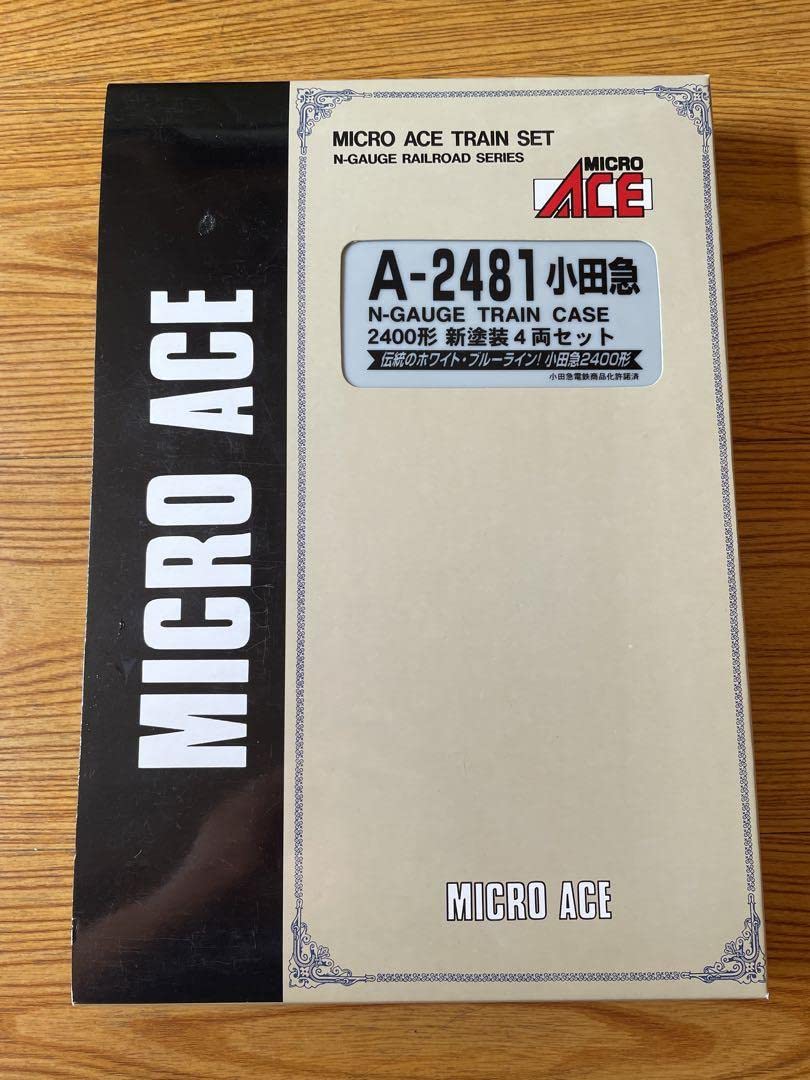 MICRO ACE TRAIN SET
N-GAUGE RAILROAD SERIES
MICRO
ACE
A-2481 小田急
N-GAUGE TRAIN CASE
2400形 新塗装4両セット
伝統のホワイト・ブルーライン!小田急2400形
小田急電鉄商品化許諾済
MICRO ACE
MICRO ACE